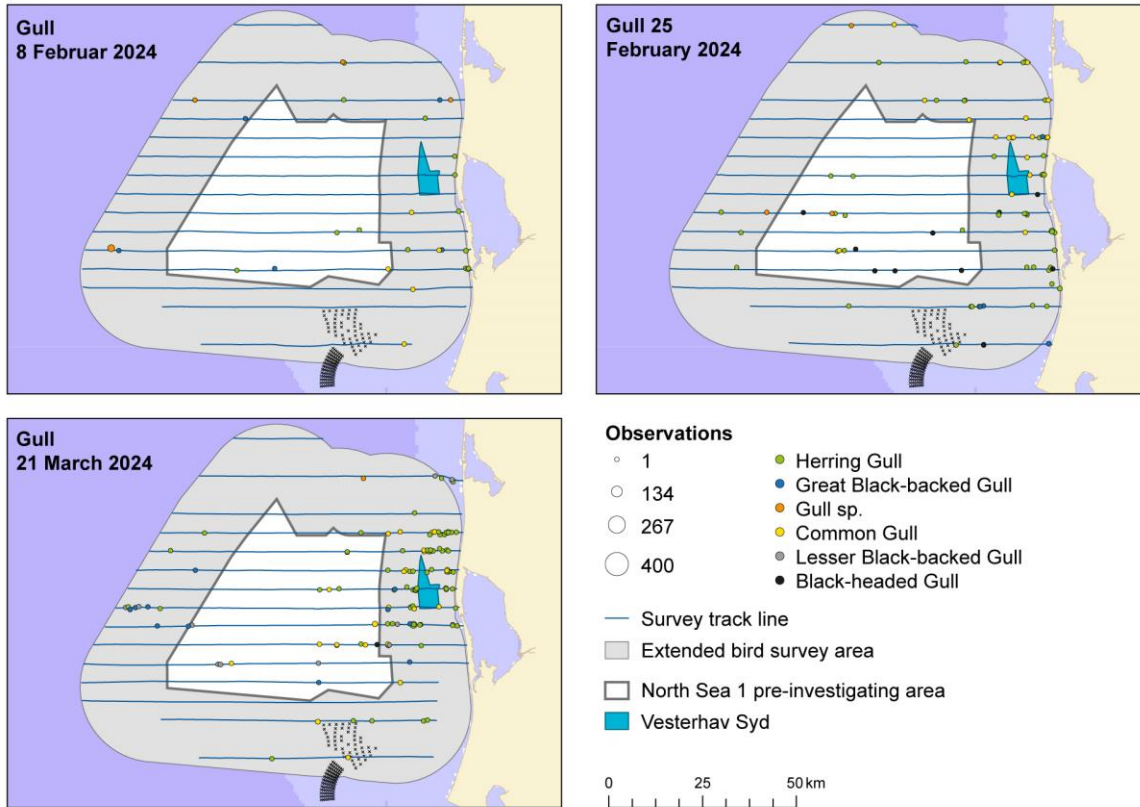 Gull
8 Februar 2024
Gull 25
February 2024
Gull
21 March 2024
Observations
1
134
267
400
Herring Gull
Great Black-backed Gull
Gull sp.
Common Gull
Lesser Black-backed Gull
Black-headed Gull
Survey track line
Extended bird survey area
North Sea 1 pre-investigating area
Vesterhav Syd
0 25 50 km